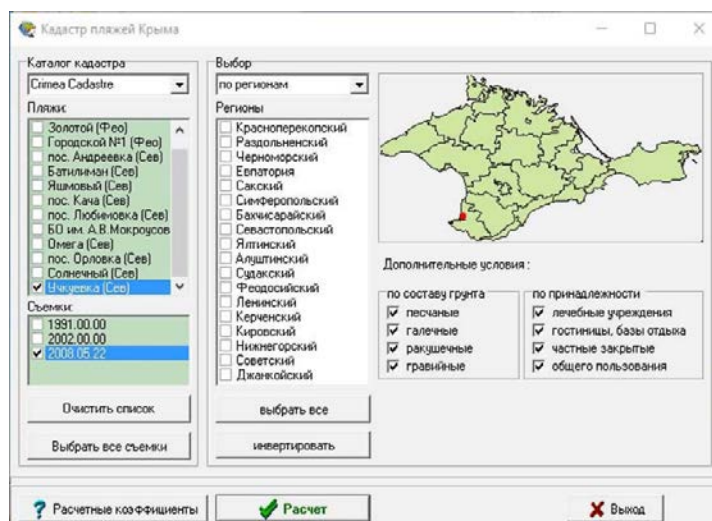 Кадастр пляжей Крыма
Каталог кадастра
Crimea Cadastre
Пляжи:
Золотой (Фео)
Городской №1 (Фео)
пос. Андреевка (Сев)
Батилиман (Сев)
Яшмовый (Сев)
пос. Кача (Сев)
пос. Любимовка (Сев)
БО им. А.В.Мокроусов
Омега (Сев)
пос. Орловка (Сев)
Солнечный (Сев)
Учкуевка (Сев)
Съемки:
1991.00.00
2002.00.00
2008.05.22
Очистить список
Выбрать все съемки
Выбор
по регионам
Регионы
Красноперекопский
Раздольненский
Черноморский
Евпатория
Сакский
Симферопольский
Бахчисарайский
Севастопольский
Ялтинский
Алуштинский
Судакский
Феодосийский
Ленинский
Керченский
Кировский
Нижнегорский
Советский
Джанкойский
выбрать все
инвертировать
Дополнительные условия :
по составу грунта
песчаные
галечные
ракушечные
гравийные
по принадлежности
лечебные учреждения
гостиницы, базы отдыха
частные закрытые
общего пользования
? Расчетные коэффициенты
Расчет
Выход